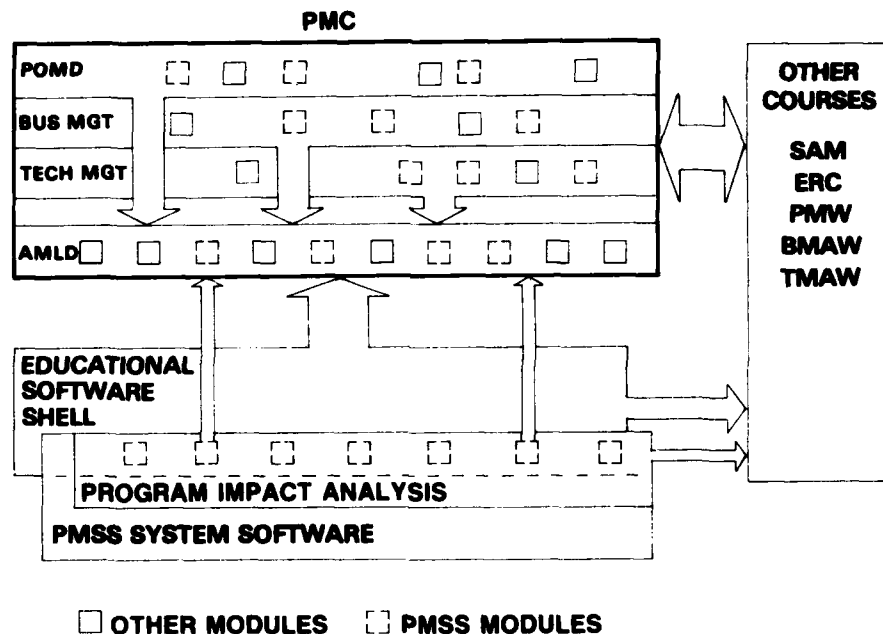 PMC
POMD
BUS MGT
TECH MGT
AMLD
OTHER
COURSES
SAM
ERC
PMW
BMAW
TMAW
EDUCATIONAL
SOFTWARE
SHELL
PROGRAM IMPACT ANALYSIS
PMSS SYSTEM SOFTWARE
OTHER MODULES PMSS MODULES